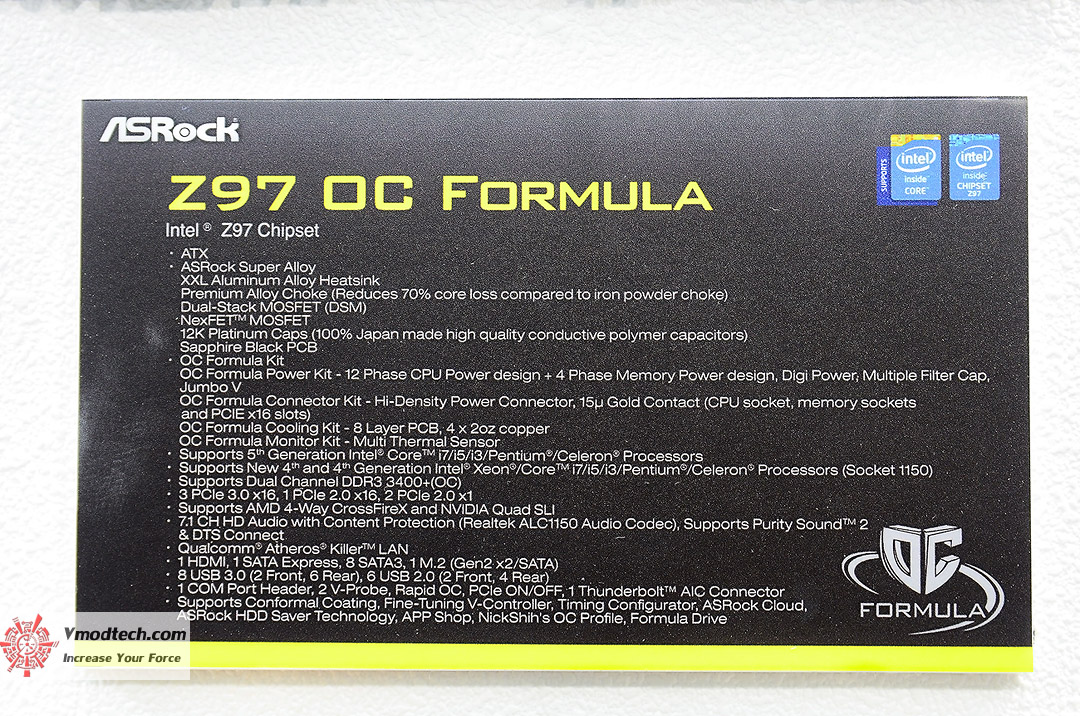 ASRock
SUPPORTS
intel
inside™
CORE™
intel
inside™
CHIPSET
Z97
Z97 OC FORMULA
Intel® Z97 Chipset
· ATX
· ASRock Super Alloy
XXL Aluminum Alloy Heatsink
Premium Alloy Choke (Reduces 70% core loss compared to iron powder choke)
Dual-Stack MOSFET (DSM)
NexFET™ MOSFET
12K Platinum Caps (100% Japan made high quality conductive polymer capacitors)
Sapphire Black PCB
· OC Formula Kit
OC Formula Power Kit - 12 Phase CPU Power design + 4 Phase Memory Power design, Digi Power, Multiple Filter Cap,
Jumbo V
OC Formula Connector Kit - Hi-Density Power Connector, 15µ Gold Contact (CPU socket, memory sockets
and PCIE x16 slots)
OC Formula Cooling Kit - 8 Layer PCB, 4 x 2oz copper
OC Formula Monitor Kit - Multi Thermal Sensor
· Supports 5th Generation Intel® Core™ i7/i5/i3/Pentium®/Celeron® Processors
· Supports New 4th and 4th Generation Intel® Xeon®/Core™ i7/i5/i3/Pentium®/Celeron® Processors (Socket 1150)
· Supports Dual Channel DDR3 3400+(OC)
· 3 PCIe 3.0 x16, 1 PCIe 2.0 x16, 2 PCIe 2.0 x1
· Supports AMD 4-Way CrossFireX and NVIDIA Quad SLI
· 7.1 CH HD Audio with Content Protection (Realtek ALC1150 Audio Codec), Supports Purity Sound™ 2
& DTS Connect
· Qualcomm® Atheros® Killer™ LAN
· 1 HDMI, 1 SATA Express, 8 SATA3, 1 M.2 (Gen2 x2/SATA)
· 8 USB 3.0 (2 Front, 6 Rear), 6 USB 2.0 (2 Front, 4 Rear)
· 1 COM Port Header, 2 V-Probe, Rapid OC, PCIe ON/OFF, 1 Thunderbolt™ AIC Connector
· Supports Conformal Coating, Fine-Tuning V-Controller, Timing Configurator, ASRock Cloud,
ASRock HDD Saver Technology, APP Shop, NickShih's OC Profile, Formula Drive
OC
FORMULA
Vmodtech.com
Increase Your Force